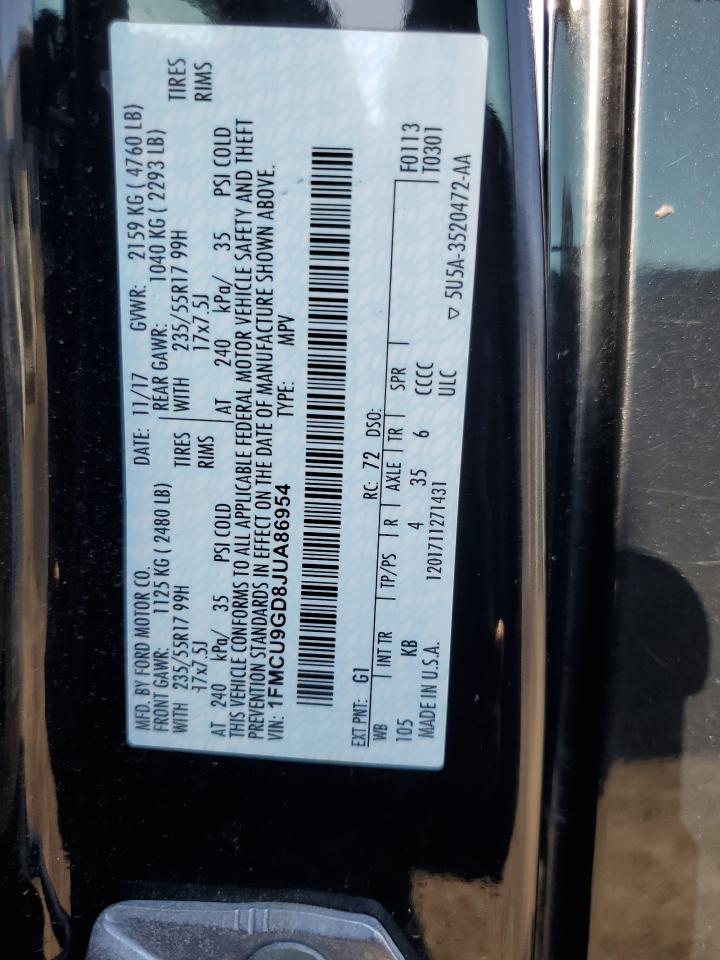 MFD. BY FORD MOTOR CO. DATE: 11/17 GVWR: 2159 KG ( 4760 LB)
FRONT GAWR: 1125 KG ( 2480 LB) REAR GAWR: 1040 KG ( 2293 LB)
WITH 235/55R17 99H TIRES WITH 235/55R17 99H TIRES
17x7.5J RIMS 17x7.5J RIMS
AT 240 kPa/ 35 PSI COLD AT 240 kPa/ 35 PSI COLD
THIS VEHICLE CONFORMS TO ALL APPLICABLE FEDERAL MOTOR VEHICLE SAFETY AND THEFT
PREVENTION STANDARDS IN EFFECT ON THE DATE OF MANUFACTURE SHOWN ABOVE.
VIN: 1FMCU9GD8JUA86954 TYPE: MPV
EXT PNT: G1 RC: 72 DSO: F0113
WB INT TR TP/PS R AXLE TR SPR T0301
105 KB 4 35 6 CCCC
MADE IN U.S.A. 1201711271431 ULC ▽ 5U5A-3520472-AA